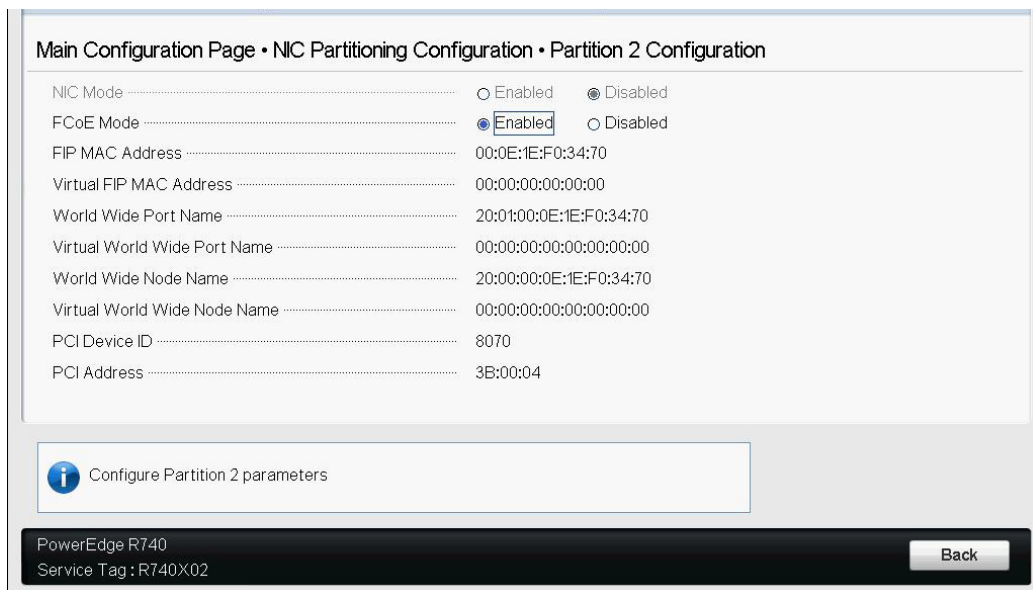 Main Configuration Page • NIC Partitioning Configuration • Partition 2 Configuration
NIC Mode Enabled Disabled
FCoE Mode Enabled Disabled
FIP MAC Address 00:0E:1E:F0:34:70
Virtual FIP MAC Address 00:00:00:00:00:00
World Wide Port Name 20:01:00:0E:1E:F0:34:70
Virtual World Wide Port Name 00:00:00:00:00:00:00:00
World Wide Node Name 20:00:00:0E:1E:F0:34:70
Virtual World Wide Node Name 00:00:00:00:00:00:00:00
PCI Device ID 8070
PCI Address 3B:00:04
Configure Partition 2 parameters
PowerEdge R740
Service Tag : R740X02
Back